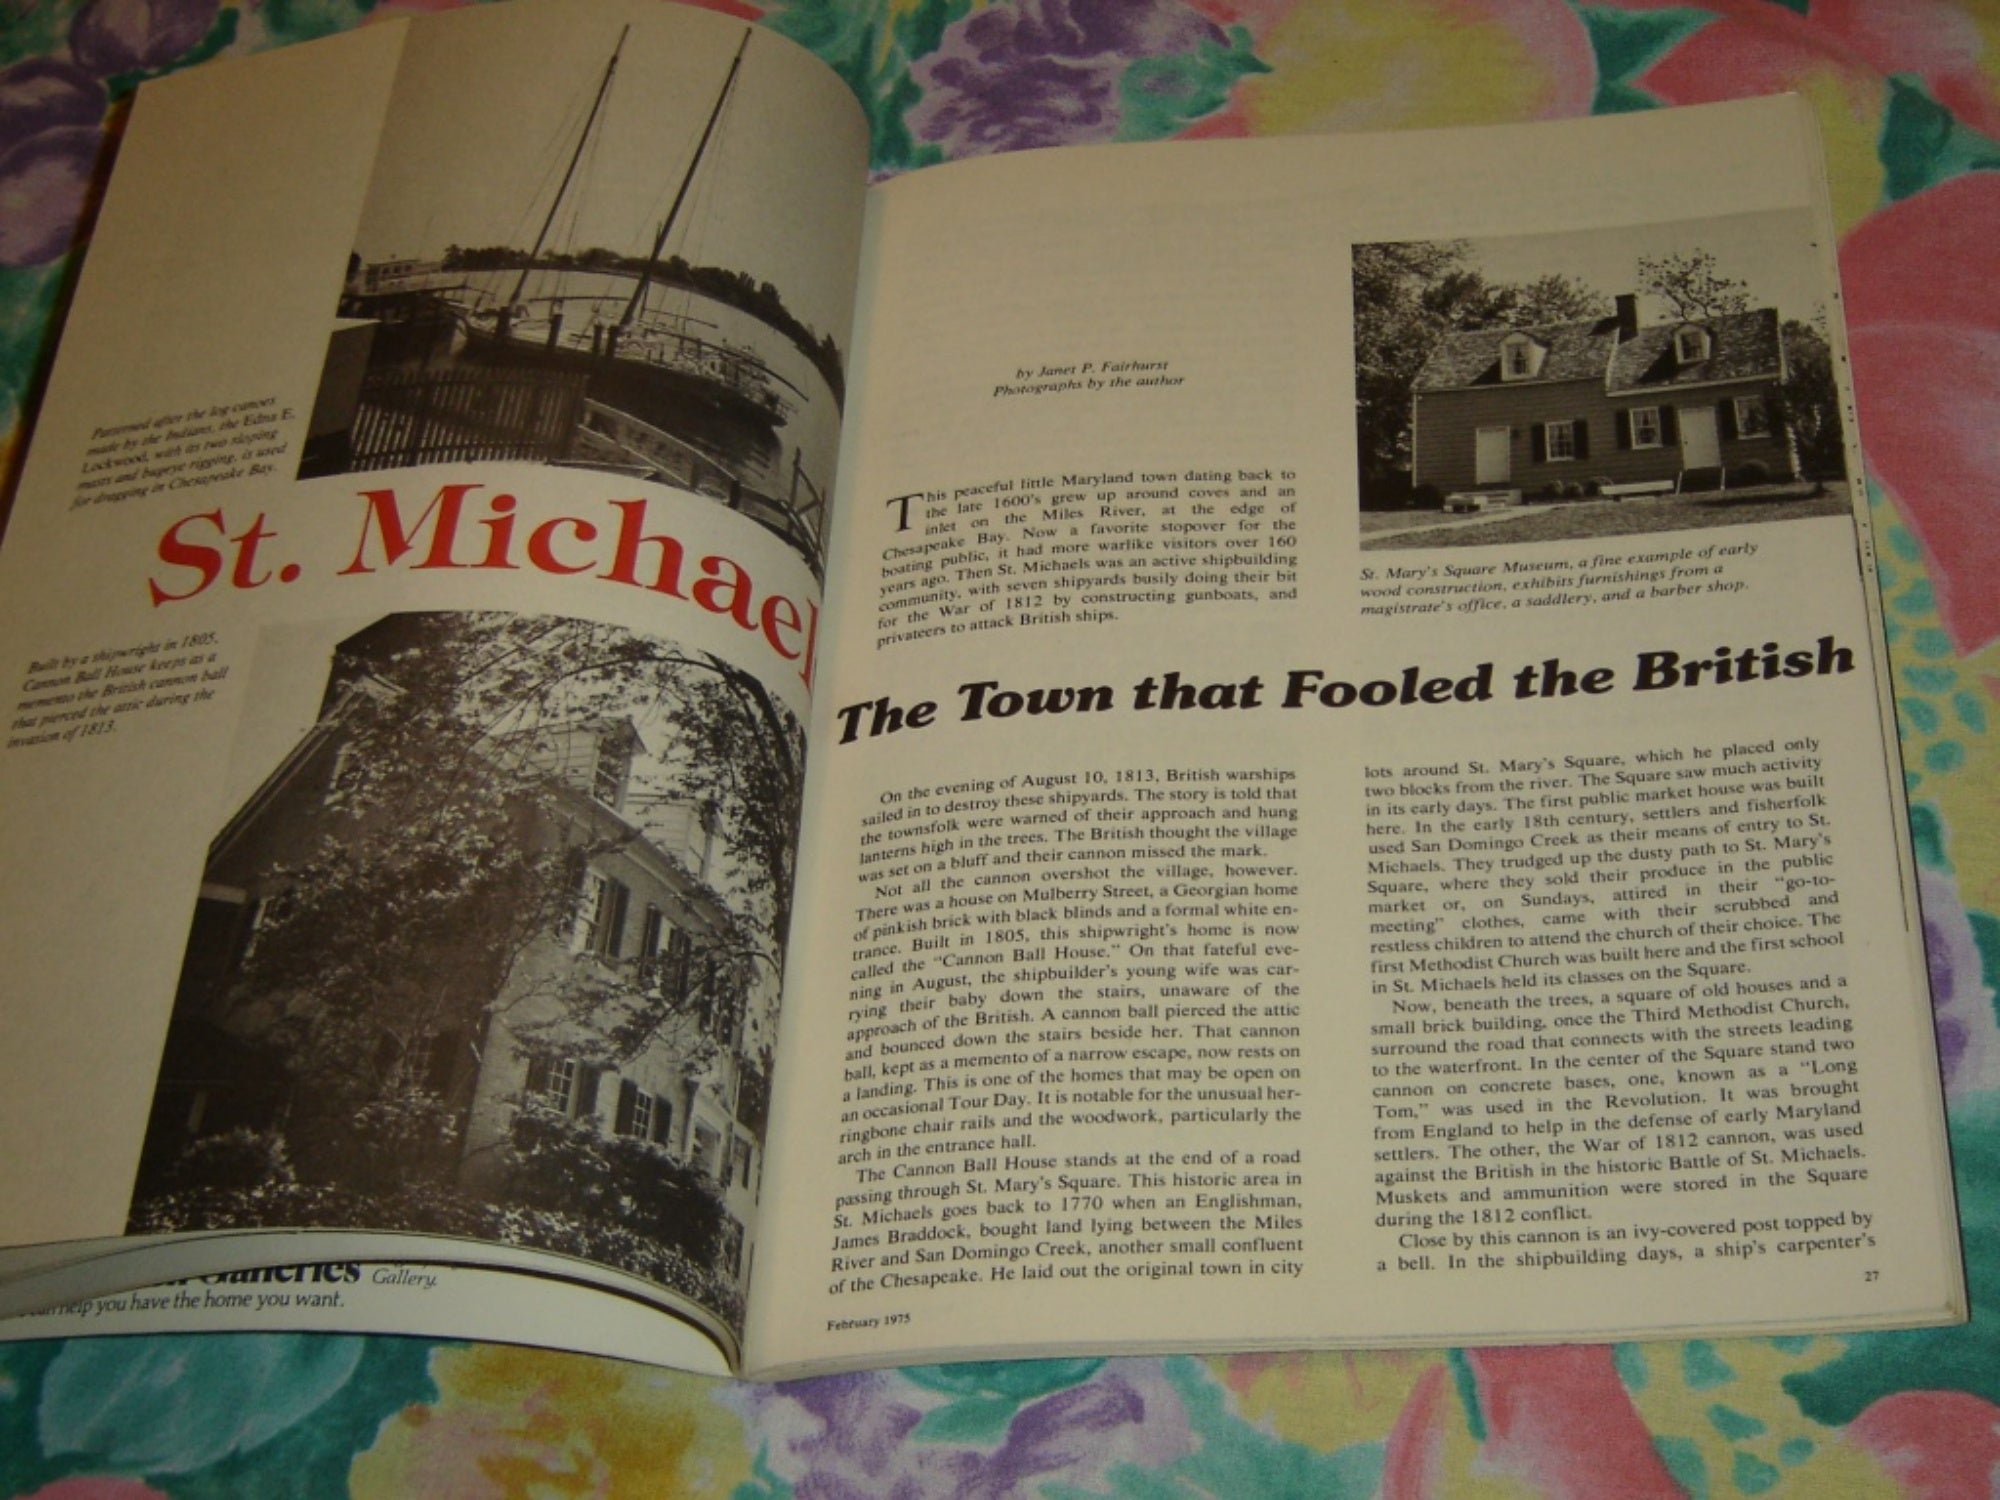 Patterned after the log canoes
made by the Indians, the Edna E.
Lockwood, with its two sloping
masts and bugeye rigging, is used
for drugging in Chesapeake Bay.
St. Michael
Built by a shipwright in 1805,
Cannon Ball House keeps as a
memento the British cannon ball
that pierced the attic during the
invasion of 1813.
Galleries Gallery.
can help you have the home you want.
by Janet P. Fairhurst
Photographs by the author
This peaceful little Maryland town dating back to
the late 1600's grew up around coves and an
inlet on the Miles River, at the edge of
Chesapeake Bay. Now a favorite stopover for the
boating public, it had more warlike visitors over 160
years ago. Then St. Michaels was an active shipbuilding
community, with seven shipyards busily doing their bit
for the War of 1812 by constructing gunboats, and
privateers to attack British ships.
St. Mary's Square Museum, a fine example of early
wood construction, exhibits furnishings from a
magistrate's office, a saddlery, and a barber shop.
The Town that Fooled the British
On the evening of August 10, 1813, British warships
sailed in to destroy these shipyards. The story is told that
the townsfolk were warned of their approach and hung
lanterns high in the trees. The British thought the village
was set on a bluff and their cannon missed the mark.
Not all the cannon overshot the village, however.
There was a house on Mulberry Street, a Georgian home
of pinkish brick with black blinds and a formal white en-
trance. Built in 1805, this shipwright's home is now
called the "Cannon Ball House." On that fateful eve-
ning in August, the shipbuilder's young wife was car-
rying their baby down the stairs, unaware of the
approach of the British. A cannon ball pierced the attic
and bounced down the stairs beside her. That cannon
ball, kept as a memento of a narrow escape, now rests on
a landing. This is one of the homes that may be open on
an occasional Tour Day. It is notable for the unusual her-
ringbone chair rails and the woodwork, particularly the
arch in the entrance hall.
The Cannon Ball House stands at the end of a road
passing through St. Mary's Square. This historic area in
St. Michaels goes back to 1770 when an Englishman,
James Braddock, bought land lying between the Miles
River and San Domingo Creek, another small confluent
of the Chesapeake. He laid out the original town in city
lots around St. Mary's Square, which he placed only
two blocks from the river. The Square saw much activity
in its early days. The first public market house was built
here. In the early 18th century, settlers and fisherfolk
used San Domingo Creek as their means of entry to St.
Michaels. They trudged up the dusty path to St. Mary's
Square, where they sold their produce in the public
market or, on Sundays, attired in their "go-to-
meeting" clothes, came with their scrubbed and
restless children to attend the church of their choice. The
first Methodist Church was built here and the first school
in St. Michaels held its classes on the Square.
Now, beneath the trees, a square of old houses and a
small brick building, once the Third Methodist Church,
surround the road that connects with the streets leading
to the waterfront. In the center of the Square stand two
cannon on concrete bases, one, known as a "Long
Tom," was used in the Revolution. It was brought
from England to help in the defense of early Maryland
settlers. The other, the War of 1812 cannon, was used
against the British in the historic Battle of St. Michaels.
Muskets and ammunition were stored in the Square
during the 1812 conflict.
Close by this cannon is an ivy-covered post topped by
a bell. In the shipbuilding days, a ship's carpenter's
February 1975
27